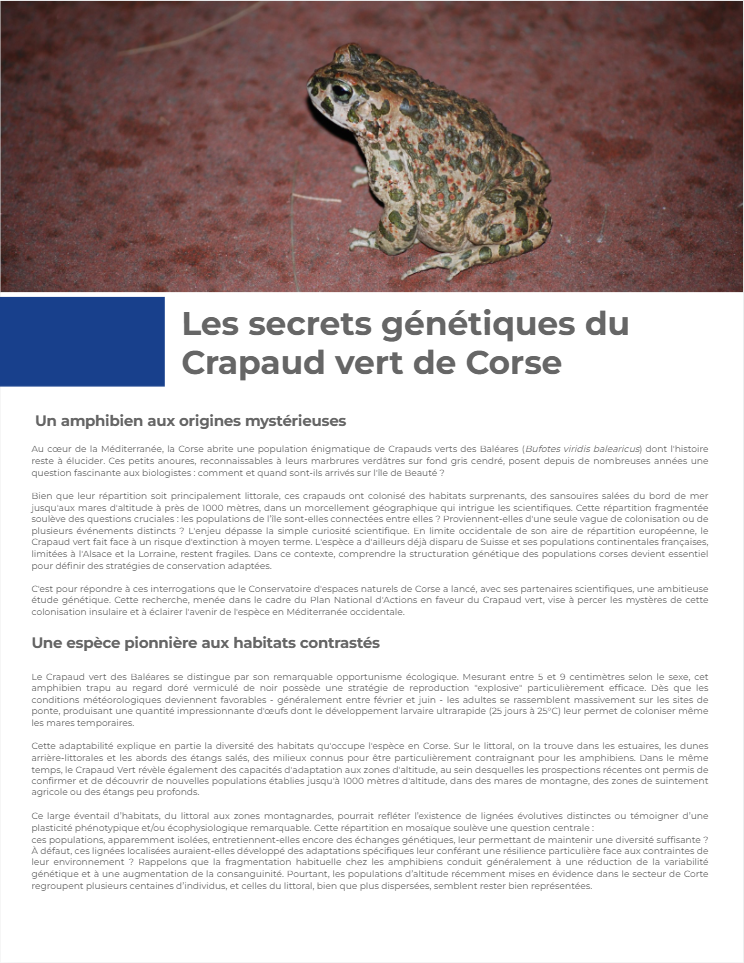 Les secrets génétiques du
Crapaud vert de Corse
Un amphibien aux origines mystérieuses
Au cœur de la Méditerranée, la Corse abrite une population énigmatique de Crapauds verts des Baléares (Bufotes viridis balearicus) dont l'histoire
reste à élucider. Ces petits anoures, reconnaissables à leurs marbrures verdâtres sur fond gris cendré, posent depuis de nombreuses années une
question fascinante aux biologistes : comment et quand sont-ils arrivés sur l'île de Beauté ?
Bien que leur répartition soit principalement littorale, ces crapauds ont colonisé des habitats surprenants, des sansouires salées du bord de mer
jusqu'aux mares d'altitude à près de 1000 mètres, dans un morcellement géographique qui intrigue les scientifiques. Cette répartition fragmentée
soulève des questions cruciales : les populations de l'île sont-elles connectées entre elles ? Proviennent-elles d'une seule vague de colonisation ou de
plusieurs événements distincts ? L'enjeu dépasse la simple curiosité scientifique. En limite occidentale de son aire de répartition européenne, le
Crapaud vert fait face à un risque d'extinction à moyen terme. L'espèce a d'ailleurs déjà disparu de Suisse et ses populations continentales françaises,
limitées à l'Alsace et la Lorraine, restent fragiles. Dans ce contexte, comprendre la structuration génétique des populations corses devient essentiel
pour définir des stratégies de conservation adaptées.
C'est pour répondre à ces interrogations que le Conservatoire d'espaces naturels de Corse a lancé, avec ses partenaires scientifiques, une ambitieuse
étude génétique. Cette recherche, menée dans le cadre du Plan National d'Actions en faveur du Crapaud vert, vise à percer les mystères de cette
colonisation insulaire et à éclairer l'avenir de l'espèce en Méditerranée occidentale.
Une espèce pionnière aux habitats contrastés
Le Crapaud vert des Baléares se distingue par son remarquable opportunisme écologique. Mesurant entre 5 et 9 centimètres selon le sexe, cet
amphibien trapu au regard doré vermiculé de noir possède une stratégie de reproduction "explosive" particulièrement efficace. Dès que les
conditions météorologiques deviennent favorables - généralement entre février et juin - les adultes se rassemblent massivement sur les sites de
ponte, produisant une quantité impressionnante d'œufs dont le développement larvaire ultrarapide (25 jours à 25°C) leur permet de coloniser même
les mares temporaires.
Cette adaptabilité explique en partie la diversité des habitats qu'occupe l'espèce en Corse. Sur le littoral, on la trouve dans les estuaires, les dunes
arrière-littorales et les abords des étangs salés, des milieux connus pour être particulièrement contraignant pour les amphibiens. Dans le même
temps, le Crapaud Vert révèle également des capacités d'adaptation aux zones d'altitude, au sein desquelles les prospections récentes ont permis de
confirmer et de découvrir de nouvelles populations établies jusqu'à 1000 mètres d'altitude, dans des mares de montagne, des zones de suintement
agricole ou des étangs peu profonds.
Ce large éventail d'habitats, du littoral aux zones montagnardes, pourrait refléter l'existence de lignées évolutives distinctes ou témoigner d'une
plasticité phénotypique et/ou écophysiologique remarquable. Cette répartition en mosaïque soulève une question centrale :
ces populations, apparemment isolées, entretiennent-elles encore des échanges génétiques, leur permettant de maintenir une diversité suffisante ?
À défaut, ces lignées localisées auraient-elles développé des adaptations spécifiques leur conférant une résilience particulière face aux contraintes de
leur environnement ? Rappelons que la fragmentation habituelle chez les amphibiens conduit généralement à une réduction de la variabilité
génétique et à une augmentation de la consanguinité. Pourtant, les populations d'altitude récemment mises en évidence dans le secteur de Corte
regroupent plusieurs centaines d'individus, et celles du littoral, bien que plus dispersées, semblent rester bien représentées.